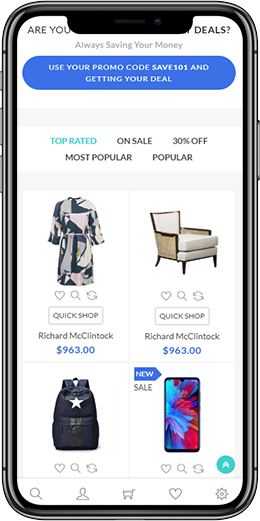 ARE YOU DEALS?
Always Saving Your Money
USE YOUR PROMO CODE SAVE101 AND
GETTING YOUR DEAL
TOP RATED ON SALE 30% OFF
MOST POPULAR POPULAR
QUICK SHOP QUICK SHOP
Richard McClintock Richard McClintock
$963.00 $963.00
NEW
SALE